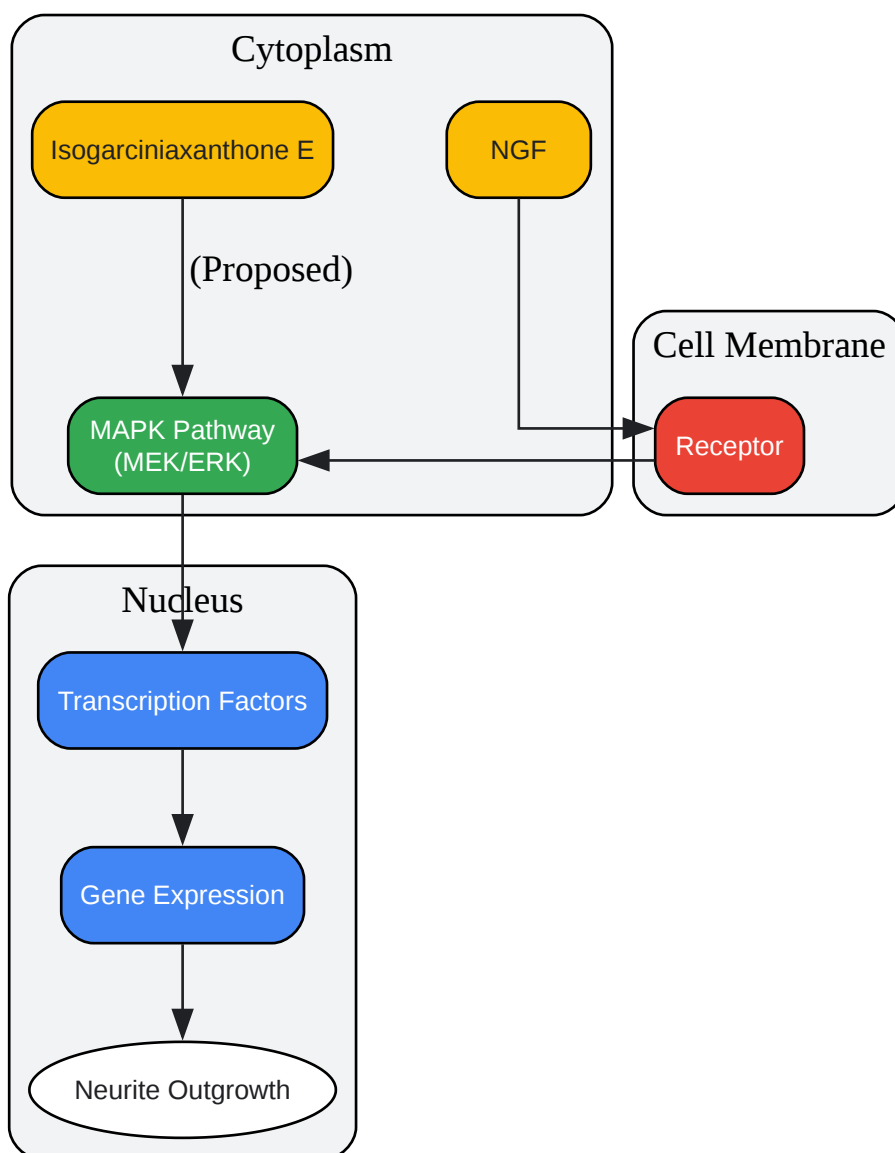 Cytoplasm
Isogarciniaxanthone E
NGF
(Proposed)
Cell Membrane
MAPK Pathway
(MEK/ERK)
Receptor
Nucleus
Transcription Factors
Gene Expression
Neurite Outgrowth